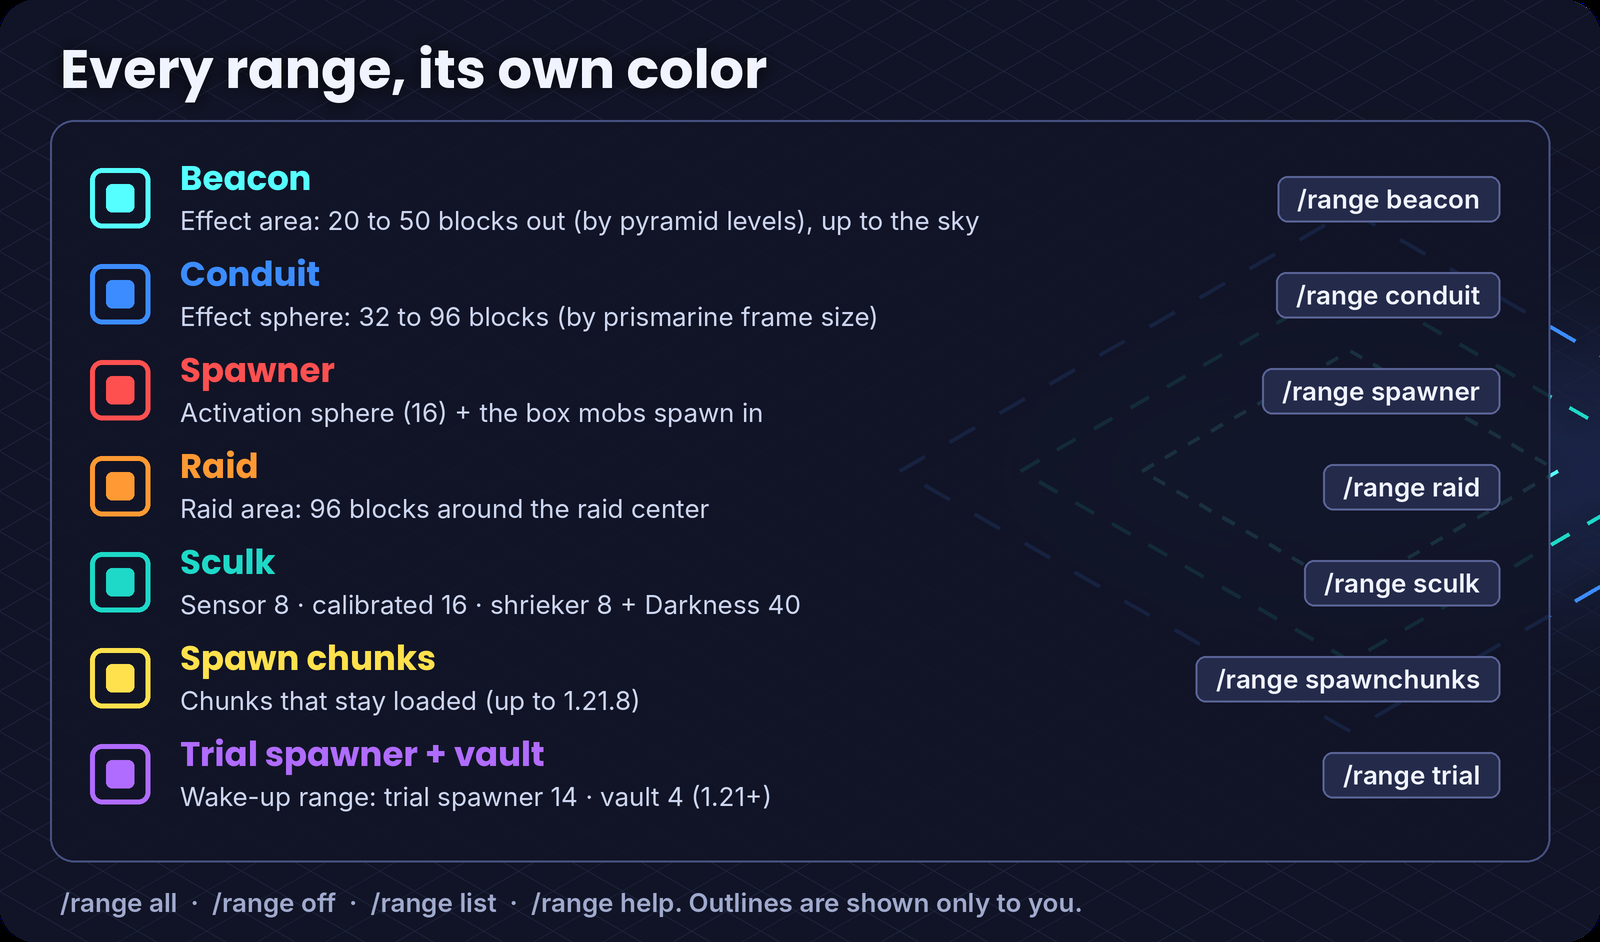 Every range, its own color
Beacon
Effect area: 20 to 50 blocks out (by pyramid levels), up to the sky
/range beacon
Conduit
Effect sphere: 32 to 96 blocks (by prismarine frame size)
/range conduit
Spawner
Activation sphere (16) + the box mobs spawn in
/range spawner
Raid
Raid area: 96 blocks around the raid center
/range raid
Sculk
Sensor 8 · calibrated 16 · shrieker 8 + Darkness 40
/range sculk
Spawn chunks
Chunks that stay loaded (up to 1.21.8)
/range spawnchunks
Trial spawner + vault
Wake-up range: trial spawner 14 · vault 4 (1.21+)
/range trial
/range all · /range off · /range list · /range help. Outlines are shown only to you.